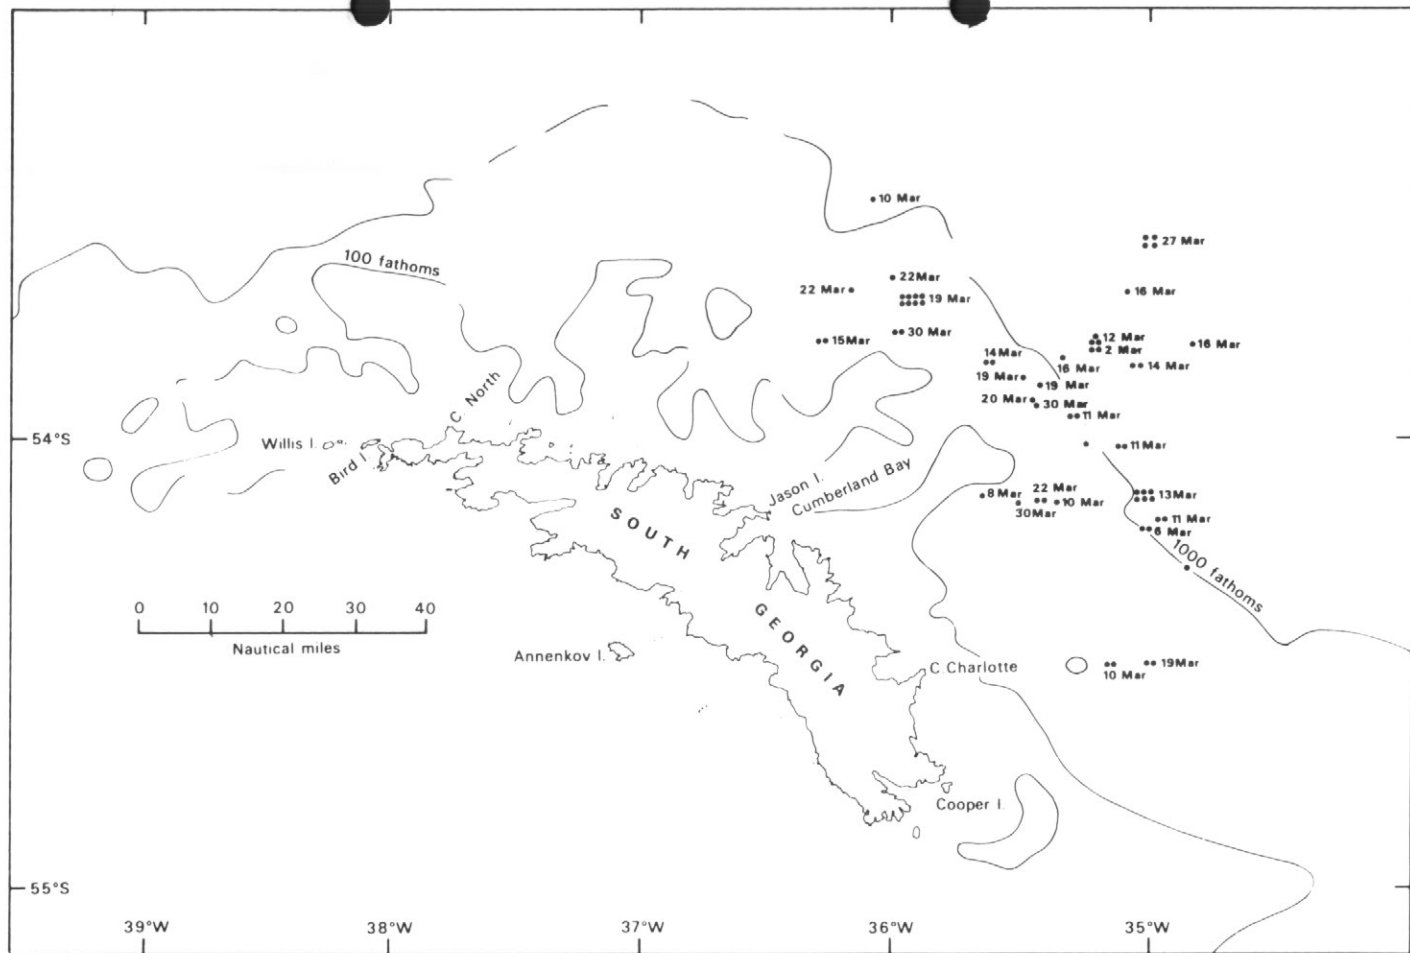 10 Mar
27 Mar
100 fathoms
22 Mar
22 Mar
16 Mar
19 Mar
30 Mar
15 Mar
12 Mar
2 Mar
16 Mar
14 Mar
16 Mar
14 Mar
19 Mar
19 Mar
20 Mar
30 Mar
11 Mar
C. North
54°S
Willis I.
Bird I.
11 Mar
Jason I.
Cumberland Bay
8 Mar
22 Mar
10 Mar
30 Mar
13 Mar
11 Mar
6 Mar
SOUTH
GEORGIA
1000 fathoms
0 10 20 30 40
Nautical miles
Annenkov I.
C Charlotte
10 Mar
19 Mar
Cooper I.
55°S
39°W 38°W 37°W 36°W 35°W